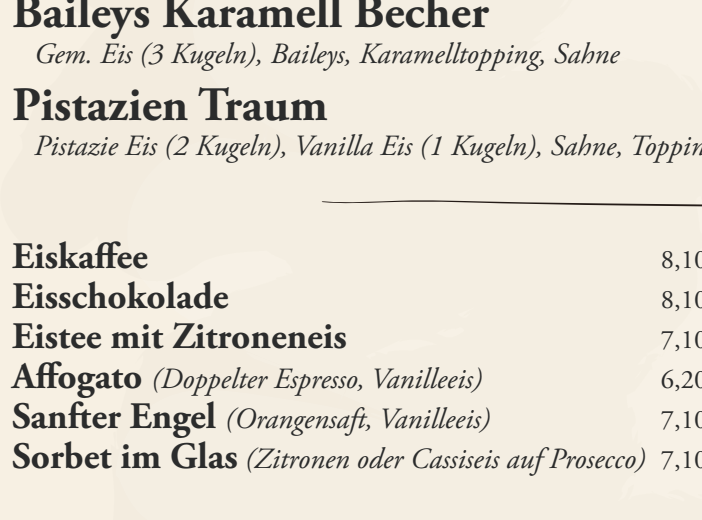 Baileys Karamell Becher
Gem. Eis (3 Kugeln), Baileys, Karamelltopping, Sahne
Pistazien Traum
Pistazie Eis (2 Kugeln), Vanilla Eis (1 Kugeln), Sahne,
Eiskaffee 8,10
Eisschokolade 8,10
Eistee mit Zitroneneis 7,10
Affogato (Doppelter Espresso, Vanilleeis) 6,20
Sanfter Engel (Orangensaft, Vanilleeis) 7,10
Sorbet im Glas (Zitronen oder Cassiseis auf Prosecco) 7,10